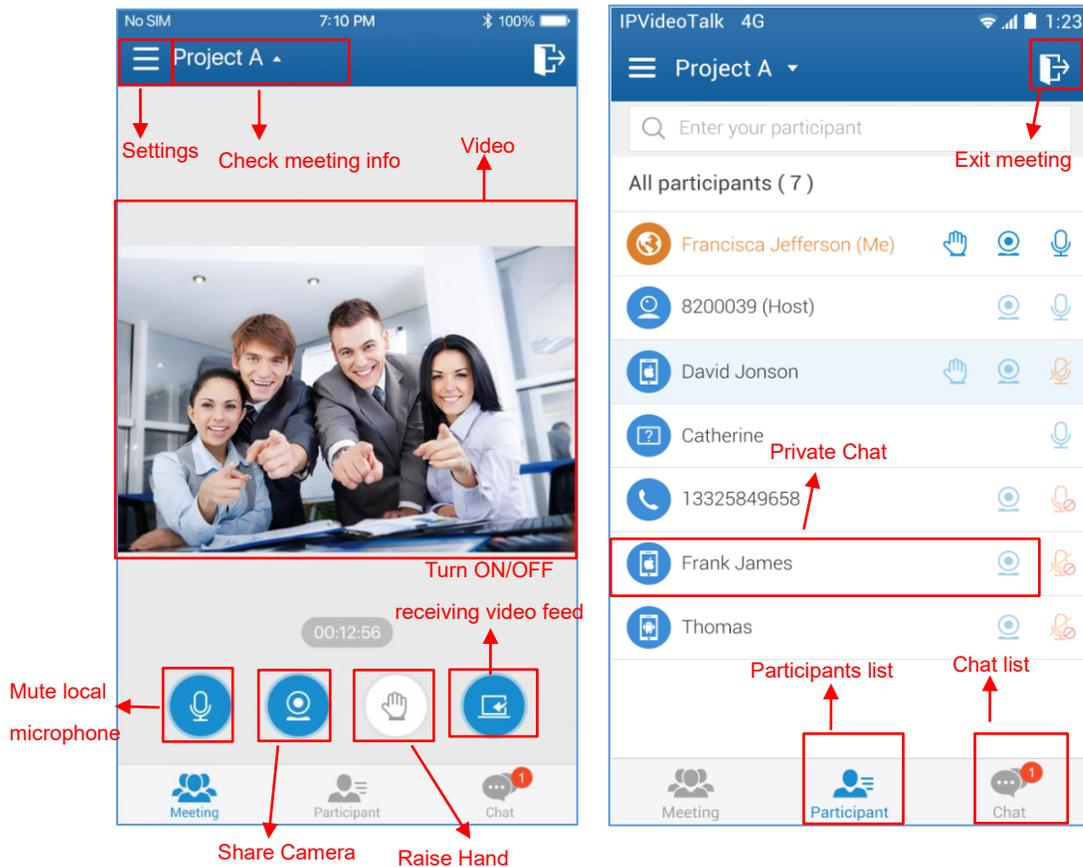 No SIM 7:10 PM 100%
Project A
Settings
Check meeting info
Video
Turn ON/OFF
receiving video feed
00:12:56
Mute local
microphone
Meeting Participant Chat 1
Share Camera
Raise Hand
IPVideoTalk 4G 1:23
Project A
Enter your participant
Exit meeting
All participants ( 7 )
Francisca Jefferson (Me)
8200039 (Host)
David Jonson
Catherine
Private Chat
13325849658
Frank James
Thomas
Participants list
Chat list
Meeting Participant Chat 1